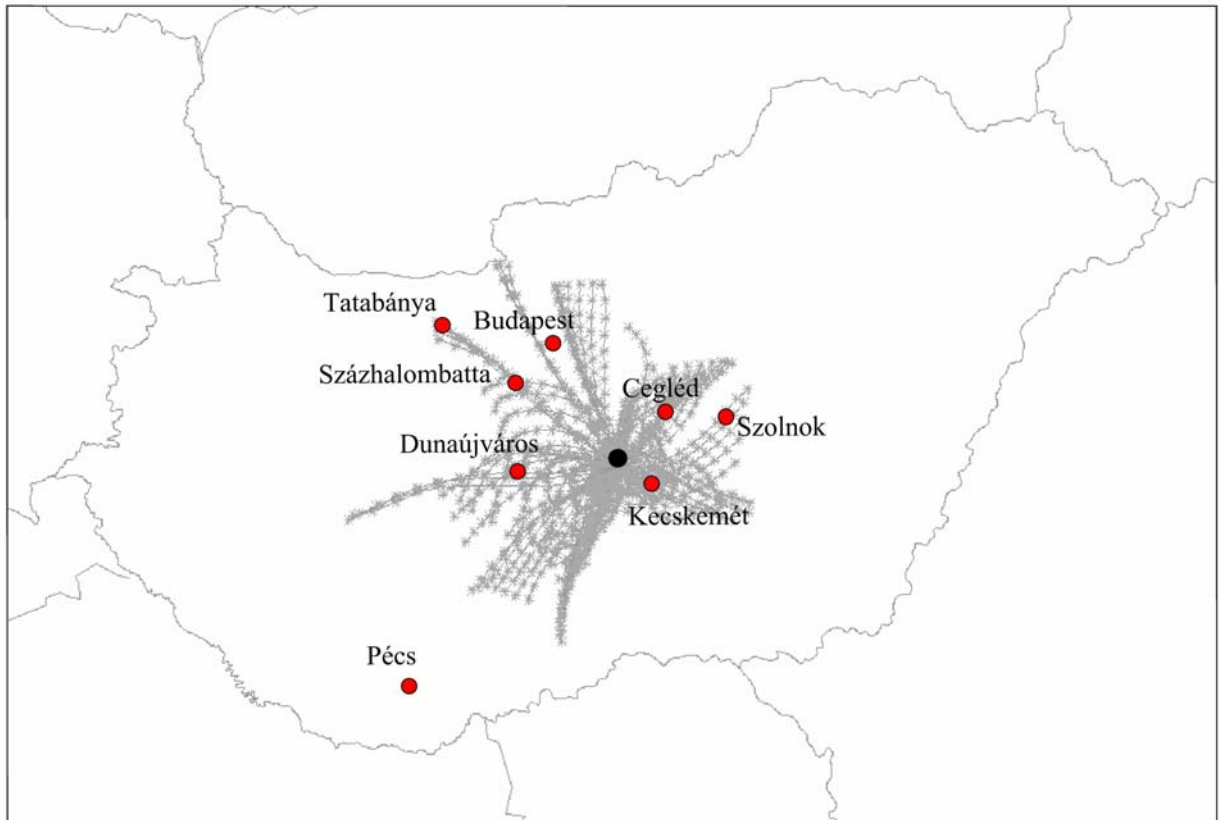 Tatabánya
Budapest
Százhalombatta
Cegléd
Szolnok
Dunaújváros
Kecskemét
Pécs